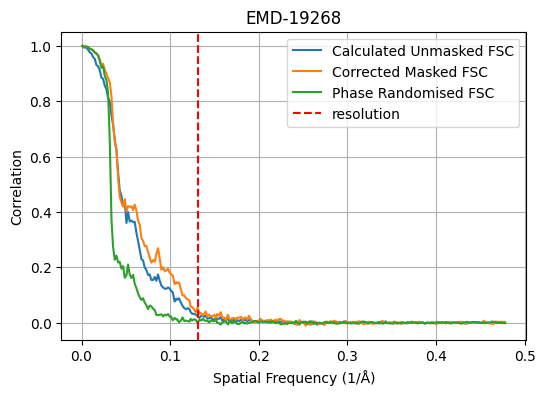 EMD-19268
Calculated Unmasked FSC
Corrected Masked FSC
Phase Randomised FSC
resolution
Correlation
1.0
0.8
0.6
0.4
0.2
0.0
0.0 0.1 0.2 0.3 0.4 0.5
Spatial Frequency (1/Å)